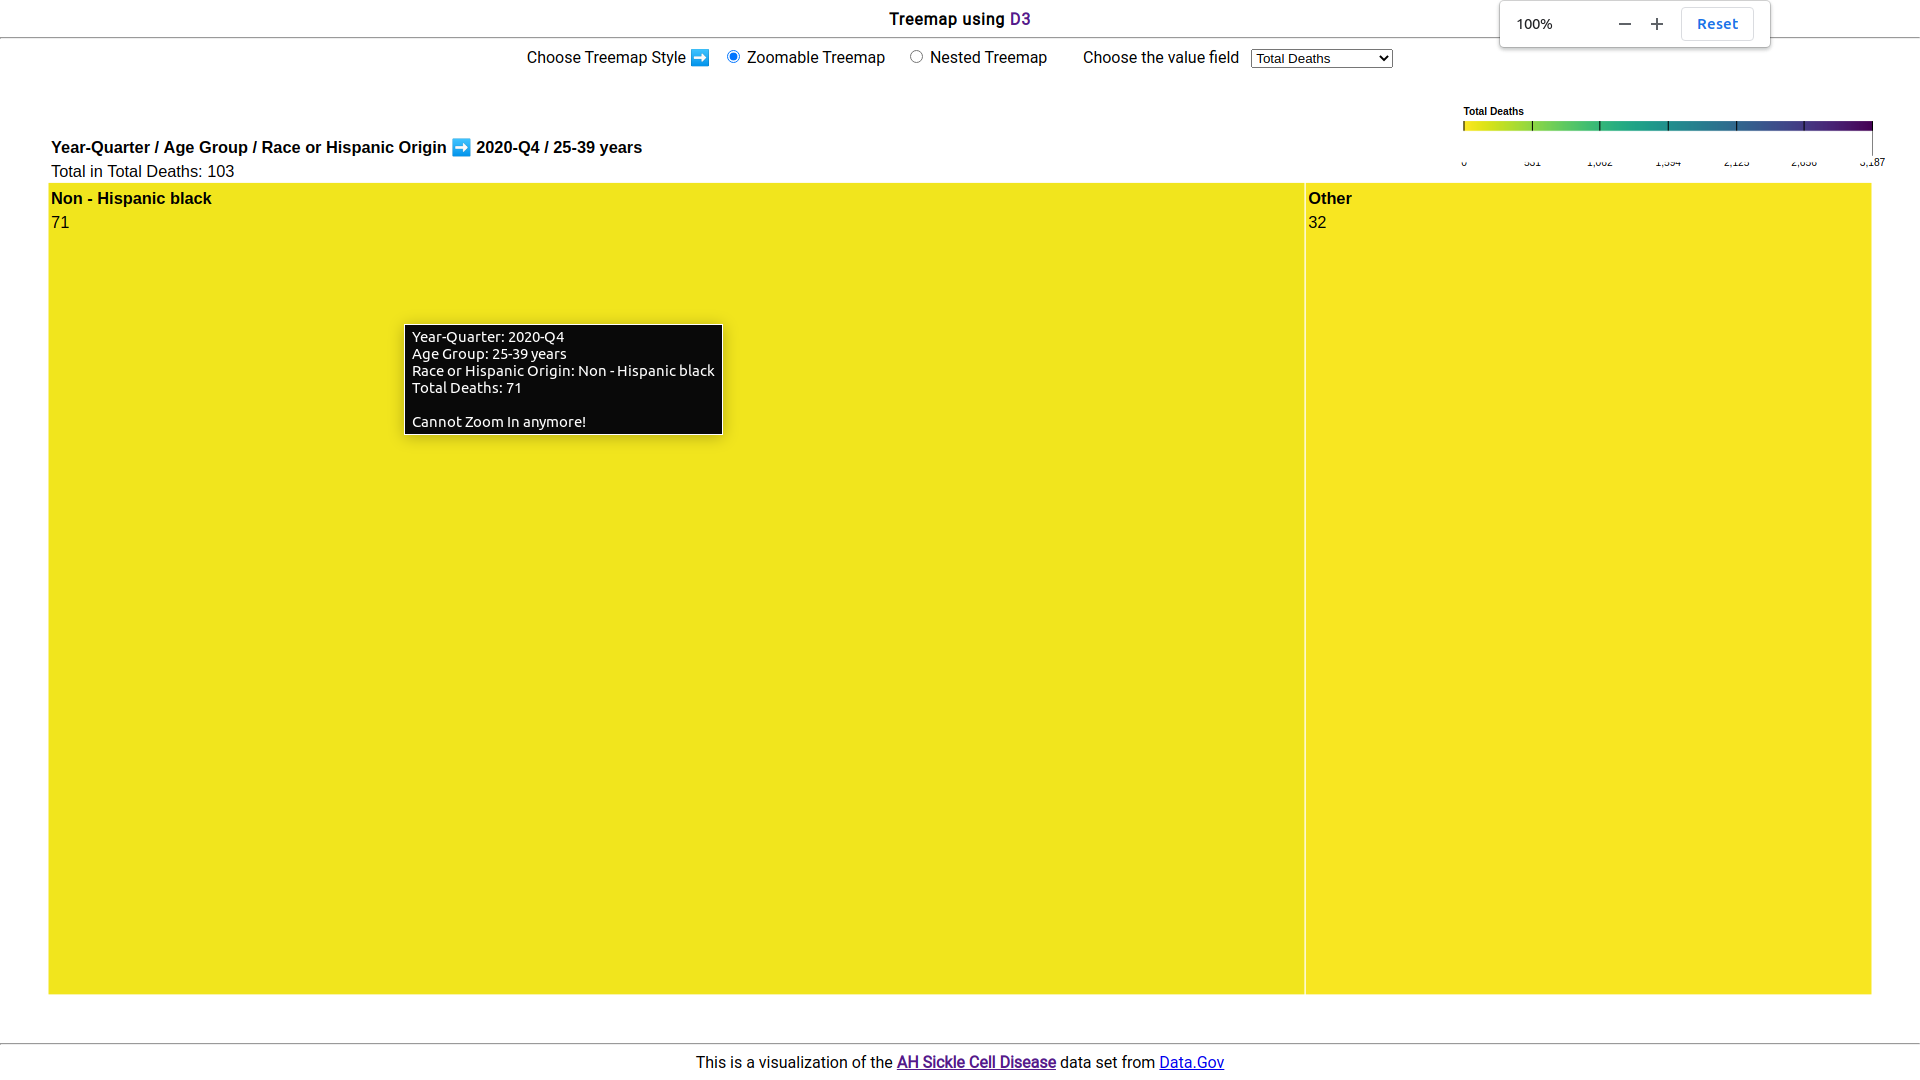 Treemap using D3
100%
Reset
Choose Treemap Style ➡️ Zoomable Treemap Nested Treemap Choose the value field Total Deaths
Total Deaths
0 531 1,062 1,594 2,125 2,656 3,187
Year-Quarter / Age Group / Race or Hispanic Origin ➡️ 2020-Q4 / 25-39 years
Total in Total Deaths: 103
Non - Hispanic black
71
Other
32
Year-Quarter: 2020-Q4
Age Group: 25-39 years
Race or Hispanic Origin: Non - Hispanic black
Total Deaths: 71
Cannot Zoom In anymore!
This is a visualization of the AH Sickle Cell Disease data set from Data.Gov